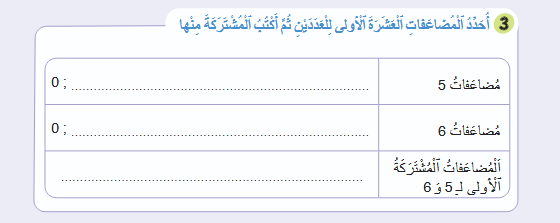 3 أُحَدِّدُ ٱلْمُضاعَفاتِ ٱلْعَشَرَةَ ٱلْأولى لِلْعَدَدَيْنِ ثُمَّ أَكْتُبُ ٱلْمُشْتَرَكَةَ مِنْها
مُضاعَفاتُ 5
0 ; ........................................................................
مُضاعَفاتُ 6
0 ; ........................................................................
اَلْمُضاعَفاتُ ٱلْمُشْتَرَكَةُ
ٱلْأولى لِـ 5 وَ 6
........................................................................